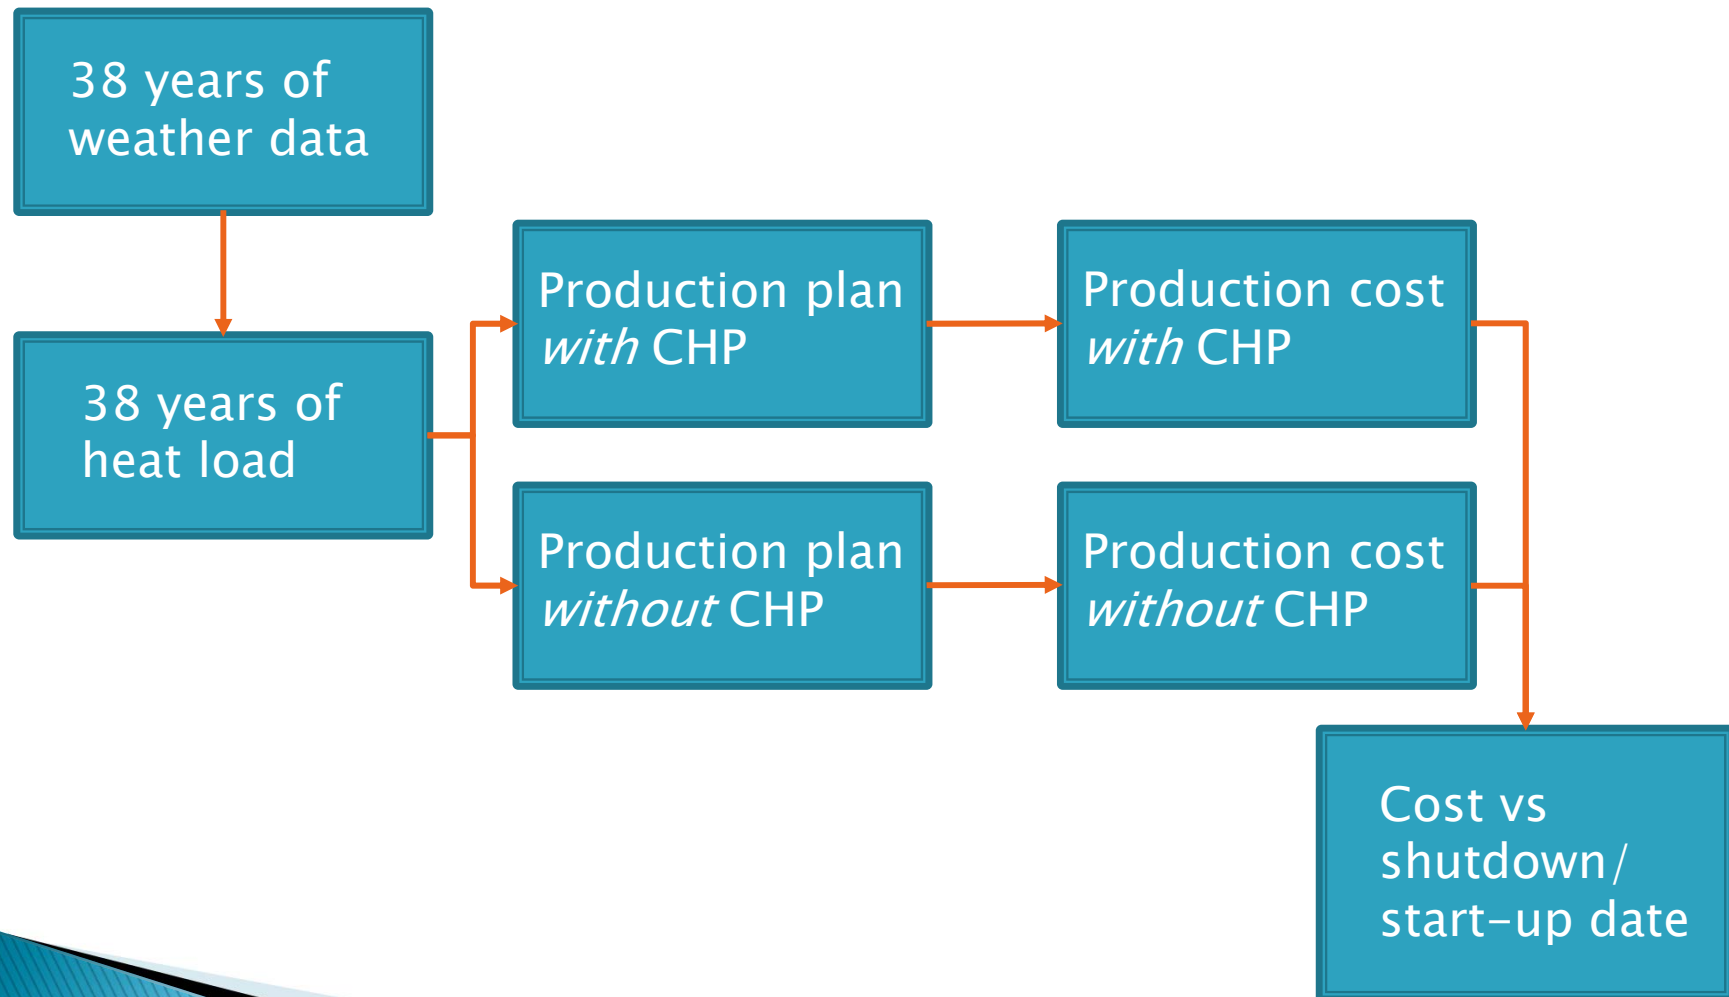 38 years of
weather data
38 years of
heat load
Production plan
with CHP
Production cost
with CHP
Production plan
without CHP
Production cost
without CHP
Cost vs
shutdown/
start-up date